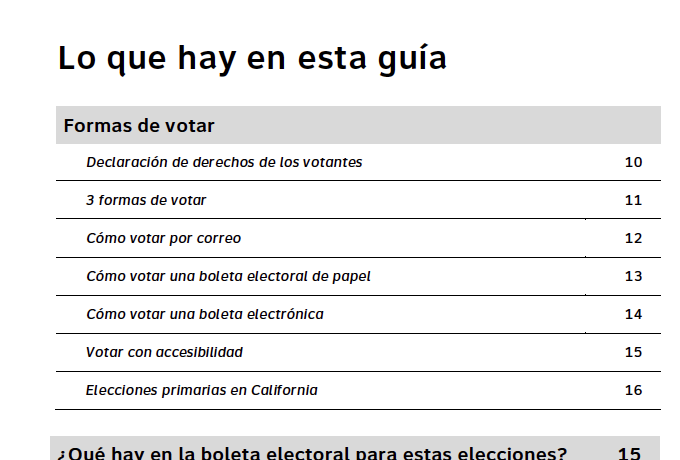 Lo que hay en esta guía
Formas de votar
Declaración de derechos de los votantes 10
3 formas de votar 11
Cómo votar por correo 12
Cómo votar una boleta electoral de papel 13
Cómo votar una boleta electrónica 14
Votar con accesibilidad 15
Elecciones primarias en California 16
¿Qué hay en la boleta electoral para estas elecciones? 15